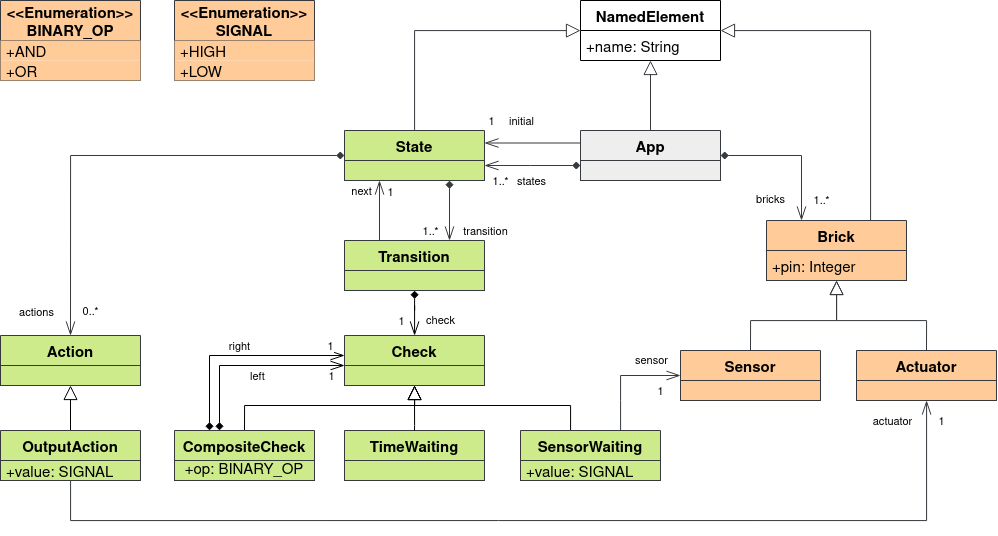 <<Enumeration>>
BINARY_OP
+AND
+OR
<<Enumeration>>
SIGNAL
+HIGH
+LOW
NamedElement
+name: String
1 initial
State
App
1..* states
next 1
1..* transition
bricks 1..*
Brick
+pin: Integer
Transition
actions 0..*
1 check
Action
right 1
left 1
Check
sensor
1
Sensor
Actuator
actuator 1
OutputAction
+value: SIGNAL
CompositeCheck
+op: BINARY_OP
TimeWaiting
SensorWaiting
+value: SIGNAL